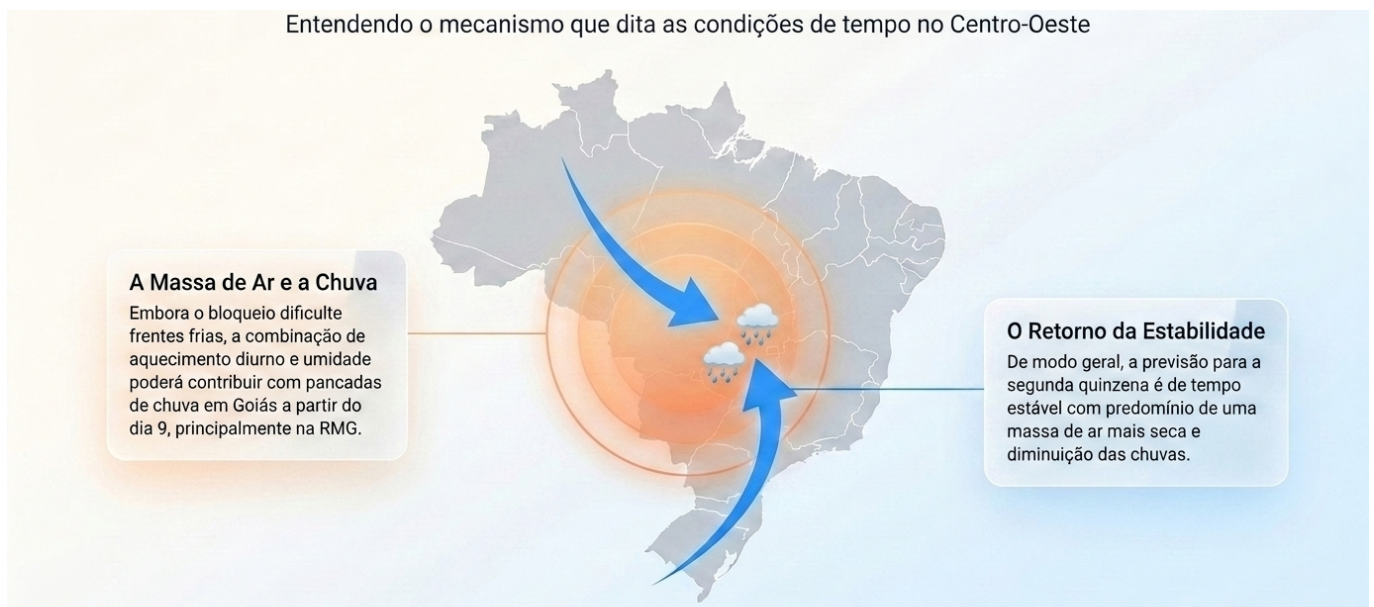 Entendendo o mecanismo que dita as condições de tempo no Centro-Oeste
A Massa de Ar e a Chuva
Embora o bloqueio dificulte
frentes frias, a combinação de
aquecimento diurno e umidade
poderá contribuir com pancadas
de chuva em Goiás a partir do
dia 9, principalmente na RMG.
O Retorno da Estabilidade
De modo geral, a previsão para a
segunda quinzena é de tempo
estável com predomínio de uma
massa de ar mais seca e
diminuição das chuvas.